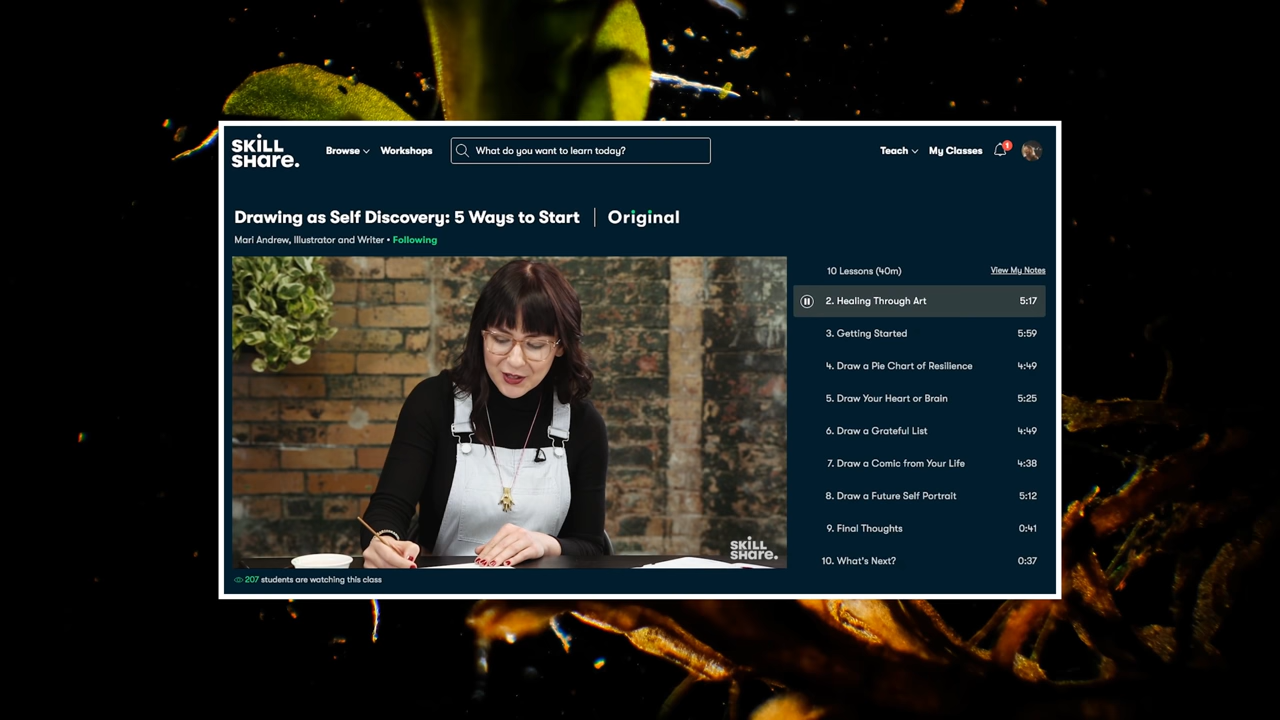 SKiLL
SHare.
Browse
Workshops
What do you want to learn today?
Teach
My Classes
1
Drawing as Self Discovery: 5 Ways to Start | Original
Mari Andrew, Illustrator and Writer • Following
10 Lessons (40m)
View My Notes
2. Healing Through Art 5:17
3. Getting Started 5:59
4. Draw a Pie Chart of Resilience 4:49
5. Draw Your Heart or Brain 5:25
6. Draw a Grateful List 4:49
7. Draw a Comic from Your Life 4:38
8. Draw a Future Self Portrait 5:12
9. Final Thoughts 0:41
10. What's Next? 0:37
SKiLL
SHare.
207 students are watching this class